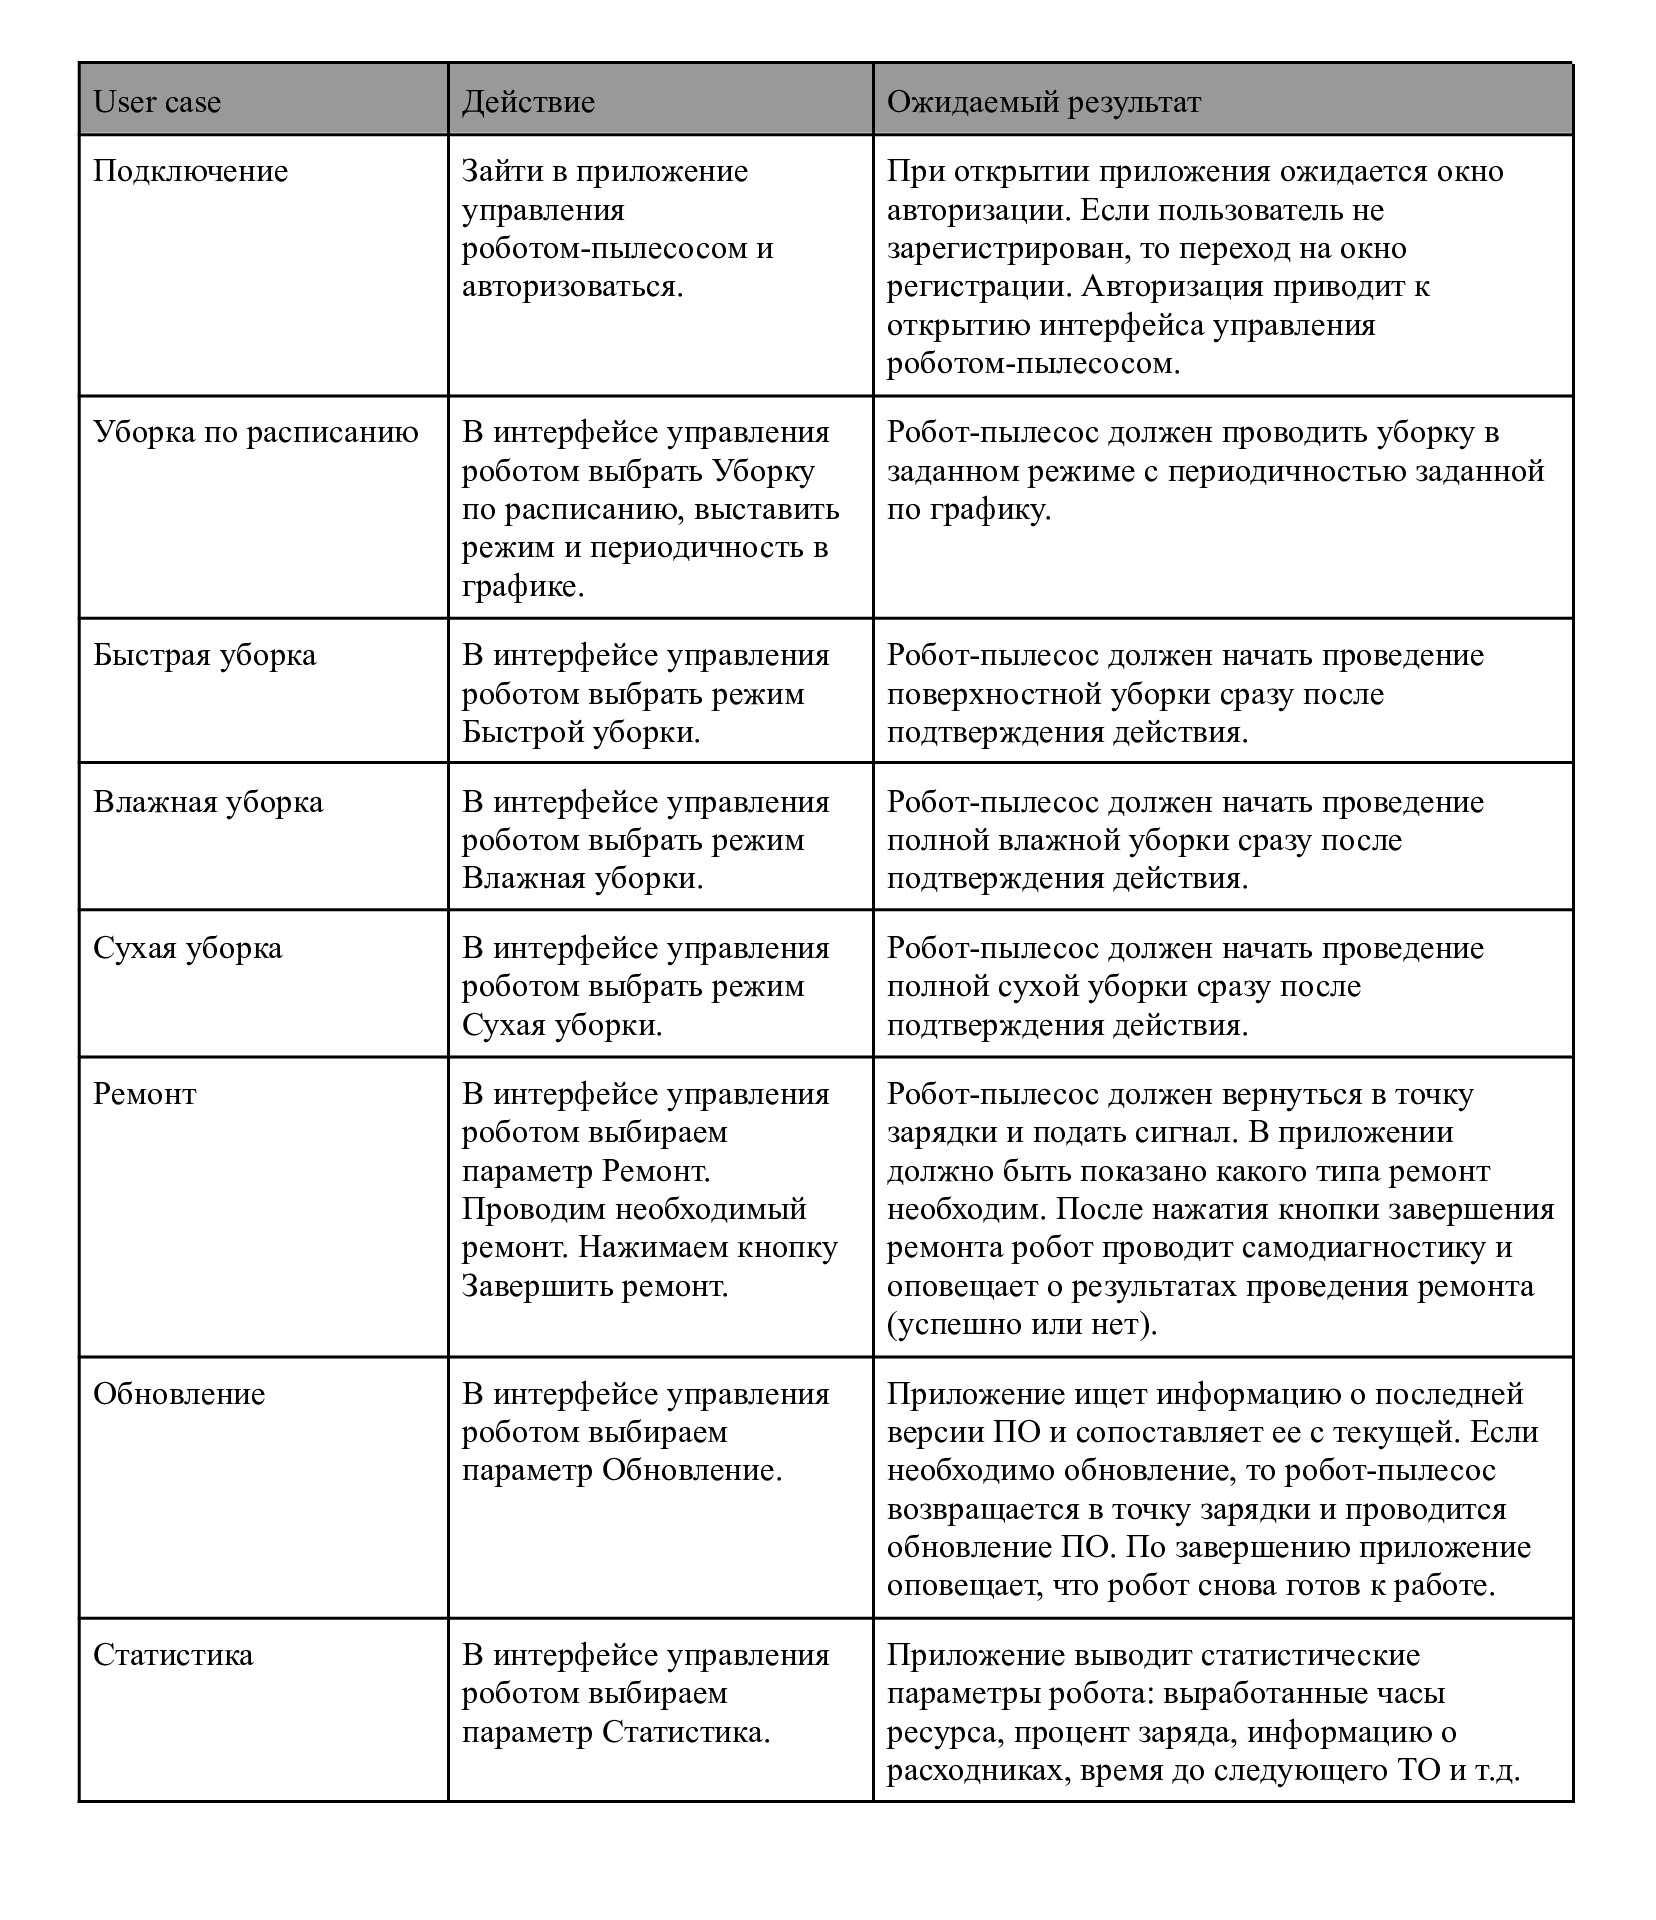 User case
Действие
Ожидаемый результат
Подключение
Зайти в приложение
управления
роботом-пылесосом и
авторизоваться.
При открытии приложения ожидается окно
авторизации. Если пользователь не
зарегистрирован, то переход на окно
регистрации. Авторизация приводит к
открытию интерфейса управления
роботом-пылесосом.
Уборка по расписанию
В интерфейсе управления
роботом выбрать Уборку
по расписанию, выставить
режим и периодичность в
графике.
Робот-пылесос должен проводить уборку в
заданном режиме с периодичностью заданной
по графику.
Быстрая уборка
В интерфейсе управления
роботом выбрать режим
Быстрой уборки.
Робот-пылесос должен начать проведение
поверхностной уборки сразу после
подтверждения действия.
Влажная уборка
В интерфейсе управления
роботом выбрать режим
Влажная уборки.
Робот-пылесос должен начать проведение
полной влажной уборки сразу после
подтверждения действия.
Сухая уборка
В интерфейсе управления
роботом выбрать режим
Сухая уборки.
Робот-пылесос должен начать проведение
полной сухой уборки сразу после
подтверждения действия.
Ремонт
В интерфейсе управления
роботом выбираем
параметр Ремонт.
Проводим необходимый
ремонт. Нажимаем кнопку
Завершить ремонт.
Робот-пылесос должен вернуться в точку
зарядки и подать сигнал. В приложении
должно быть показано какого типа ремонт
необходим. После нажатия кнопки завершения
ремонта робот проводит самодиагностику и
оповещает о результатах проведения ремонта
(успешно или нет).
Обновление
В интерфейсе управления
роботом выбираем
параметр Обновление.
Приложение ищет информацию о последней
версии ПО и сопоставляет ее с текущей. Если
необходимо обновление, то робот-пылесос
возвращается в точку зарядки и проводится
обновление ПО. По завершению приложение
оповещает, что робот снова готов к работе.
Статистика
В интерфейсе управления
роботом выбираем
параметр Статистика.
Приложение выводит статистические
параметры робота: выработанные часы
ресурса, процент заряда, информацию о
расходниках, время до следующего ТО и т.д.